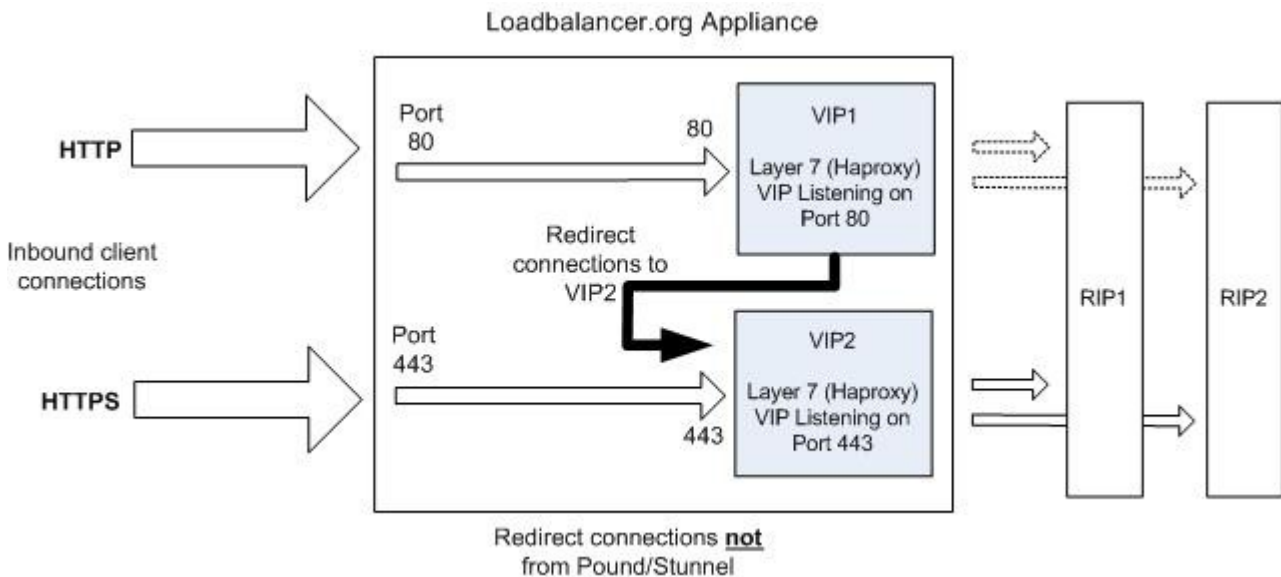 Loadbalancer.org Appliance
HTTP
Inbound client
connections
HTTPS
Port
80
80
VIP1
Layer 7 (Haproxy)
VIP Listening on
Port 80
Redirect
connections to
VIP2
Port
443
443
VIP2
Layer 7 (Haproxy)
VIP Listening on
Port 443
RIP1
RIP2
Redirect connections not
from Pound/Stunnel